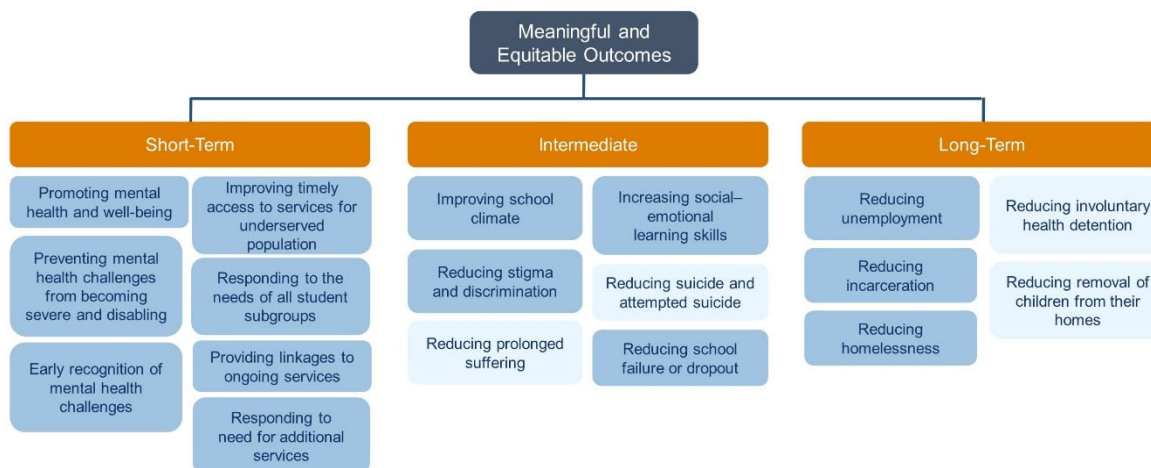 Meaningful and
Equitable Outcomes
Short-Term
Promoting mental
health and well-being
Preventing mental
health challenges
from becoming
severe and disabling
Early recognition of
mental health
challenges
Improving timely
access to services for
underserved
population
Responding to the
needs of all student
subgroups
Providing linkages to
ongoing services
Responding to
need for additional
services
Intermediate
Improving school
climate
Reducing stigma
and discrimination
Reducing prolonged
suffering
Increasing social–
emotional
learning skills
Reducing suicide and
attempted suicide
Reducing school
failure or dropout
Long-Term
Reducing
unemployment
Reducing
incarceration
Reducing
homelessness
Reducing involuntary
health detention
Reducing removal of
children from their
homes